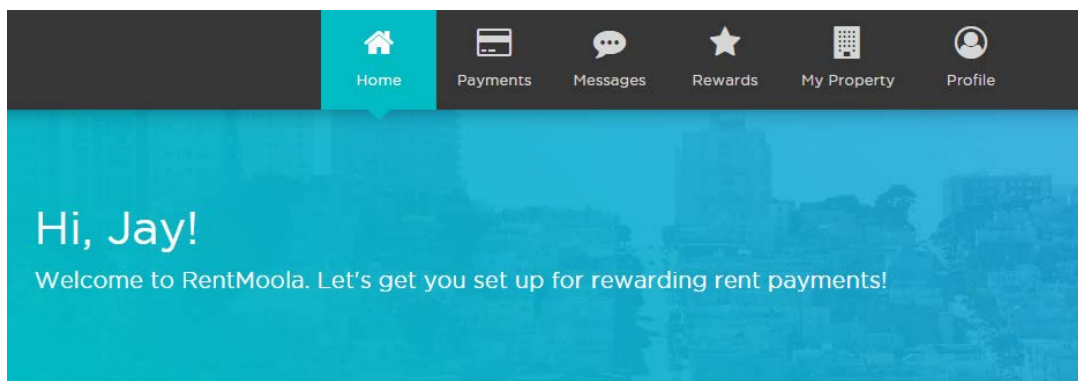 Home
Payments
Messages
Rewards
My Property
Profile
Hi, Jay!
Welcome to RentMoola. Let's get you set up for rewarding rent payments!